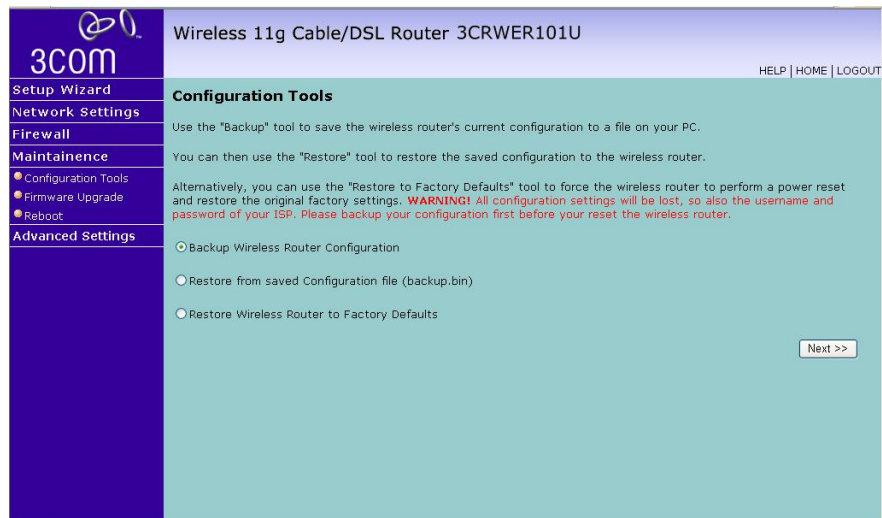 3COM
Wireless 11g Cable/DSL Router 3CRWER101U
HELP | HOME | LOGOUT
Setup Wizard
Network Settings
Firewall
Maintainence
Configuration Tools
Firmware Upgrade
Reboot
Advanced Settings
Configuration Tools
Use the "Backup" tool to save the wireless router's current configuration to a file on your PC.
You can then use the "Restore" tool to restore the saved configuration to the wireless router.
Alternatively, you can use the "Restore to Factory Defaults" tool to force the wireless router to perform a power reset
and restore the original factory settings. WARNING! All configuration settings will be lost, so also the username and
password of your ISP. Please backup your configuration first before your reset the wireless router.
Backup Wireless Router Configuration
Restore from saved Configuration file (backup.bin)
Restore Wireless Router to Factory Defaults
Next >>